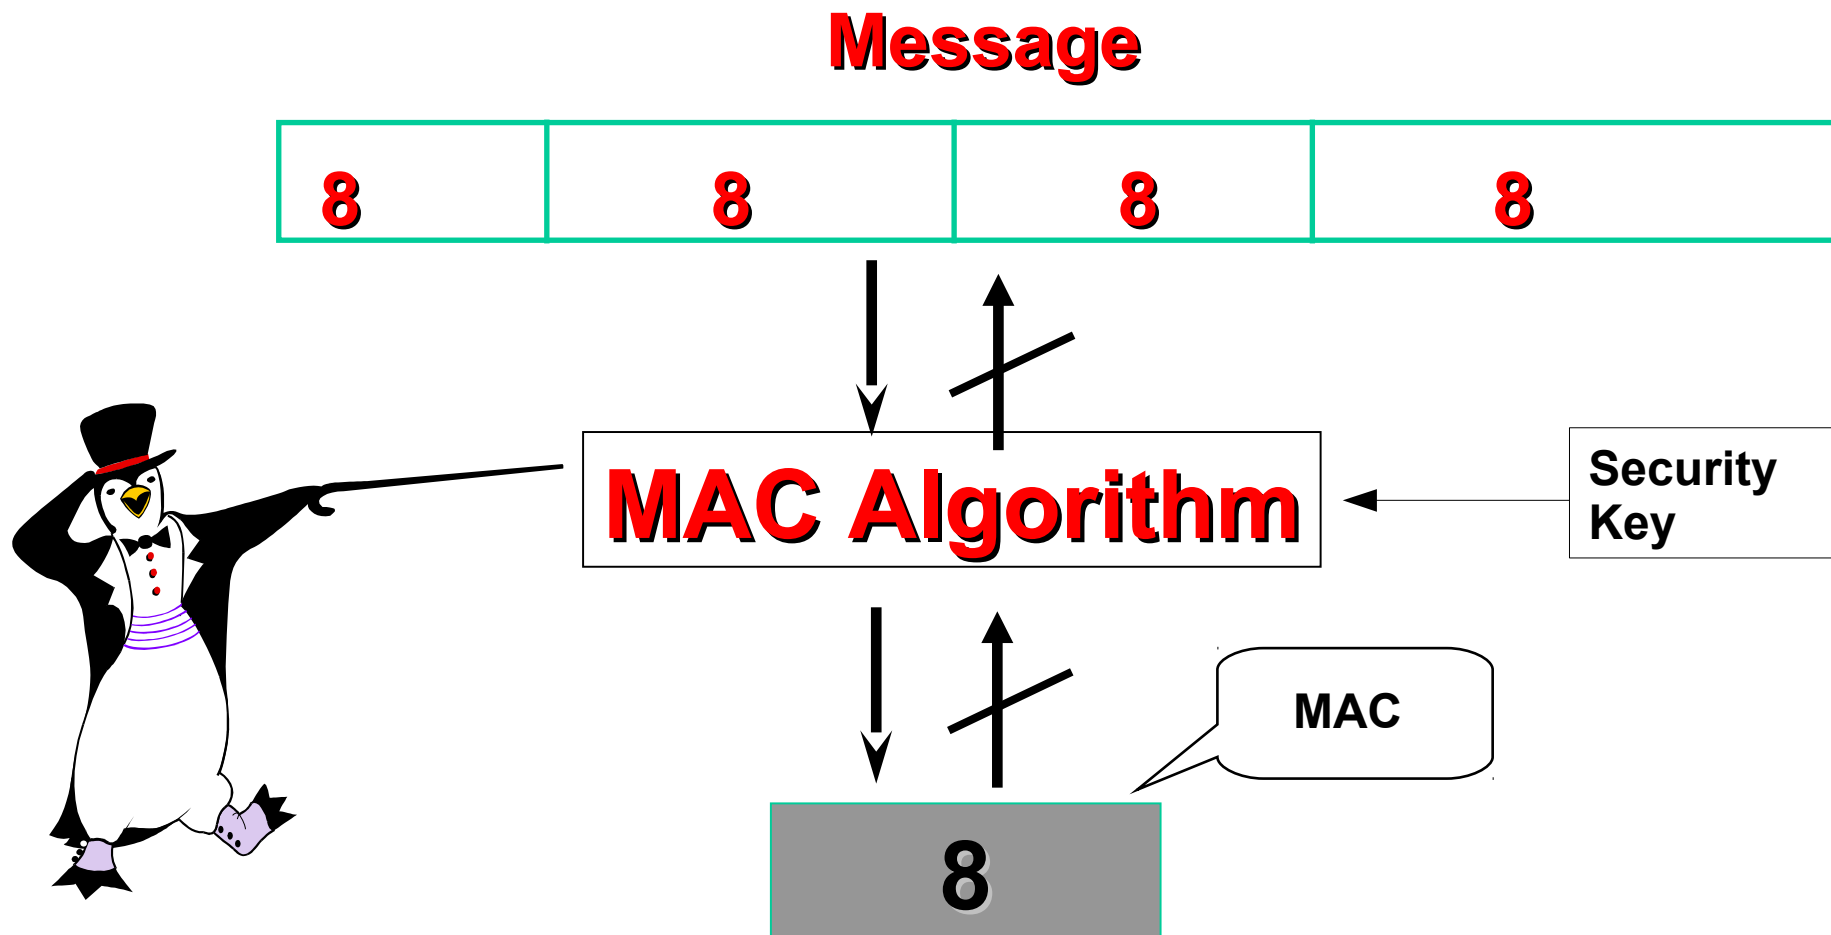 Message
8 8 8 8
MAC Algorithm
Security
Key
MAC
8